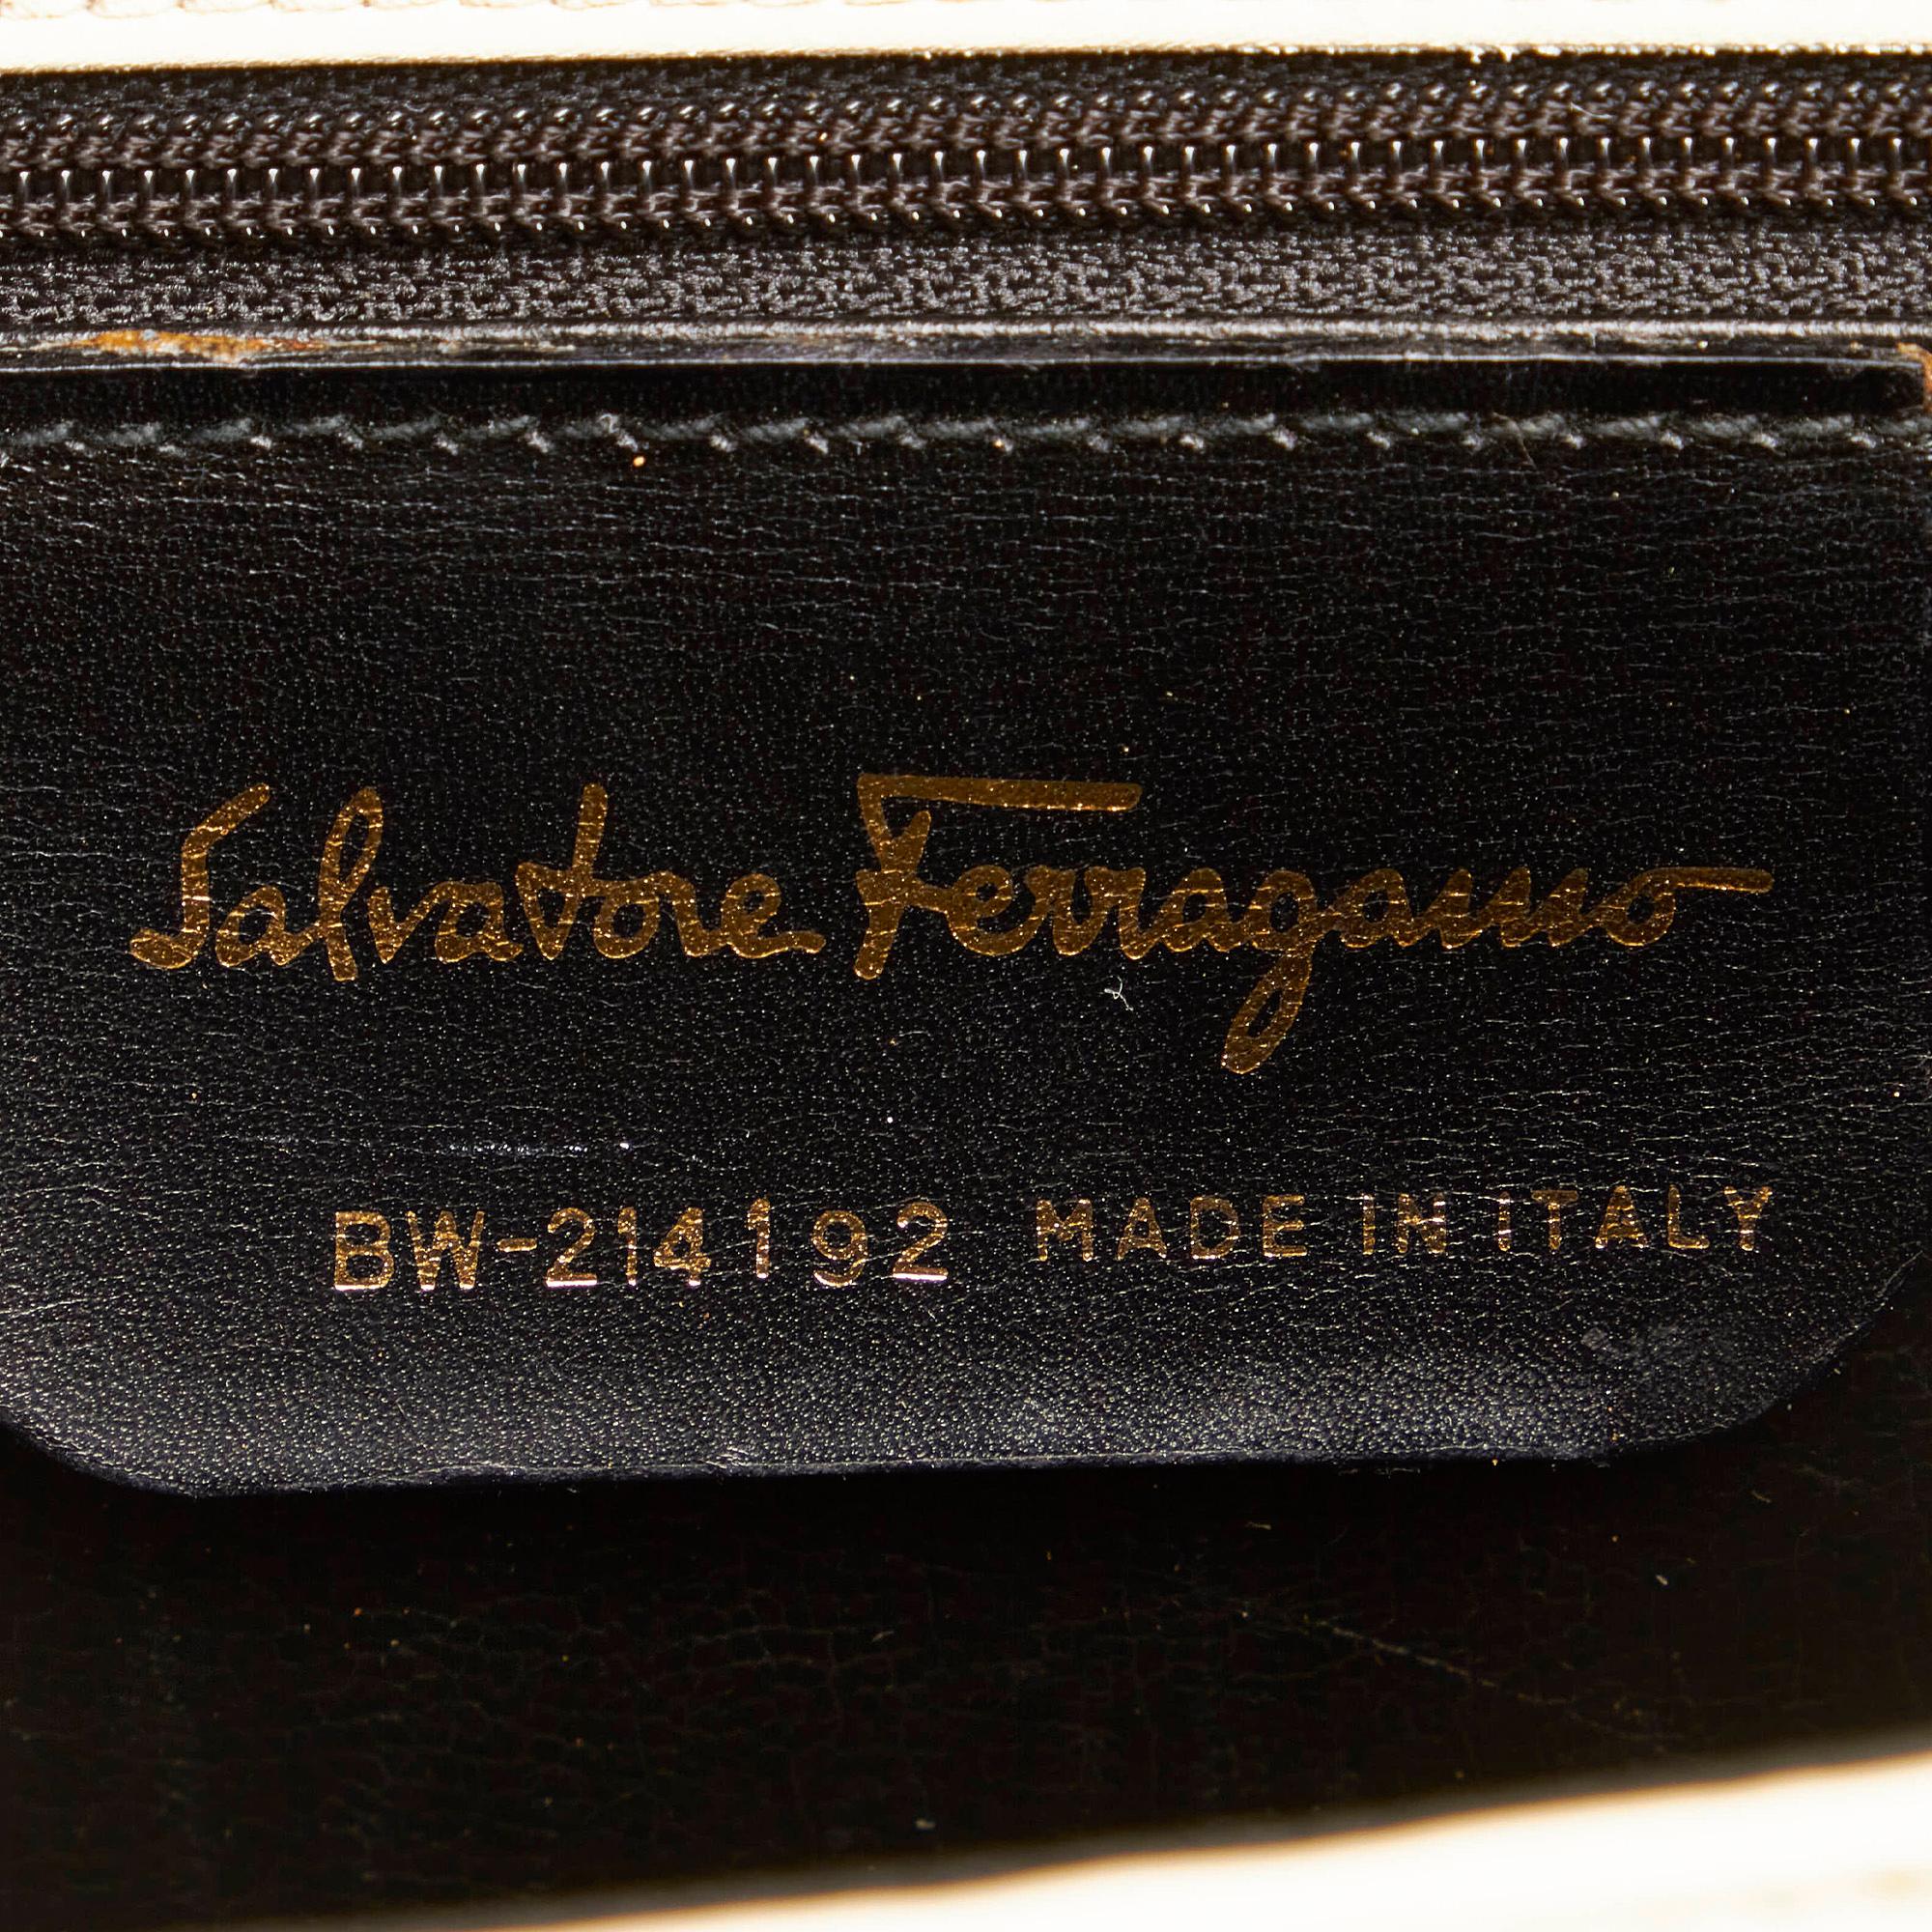 Salvatore Ferragamo
BW-214192 MADE IN ITALY